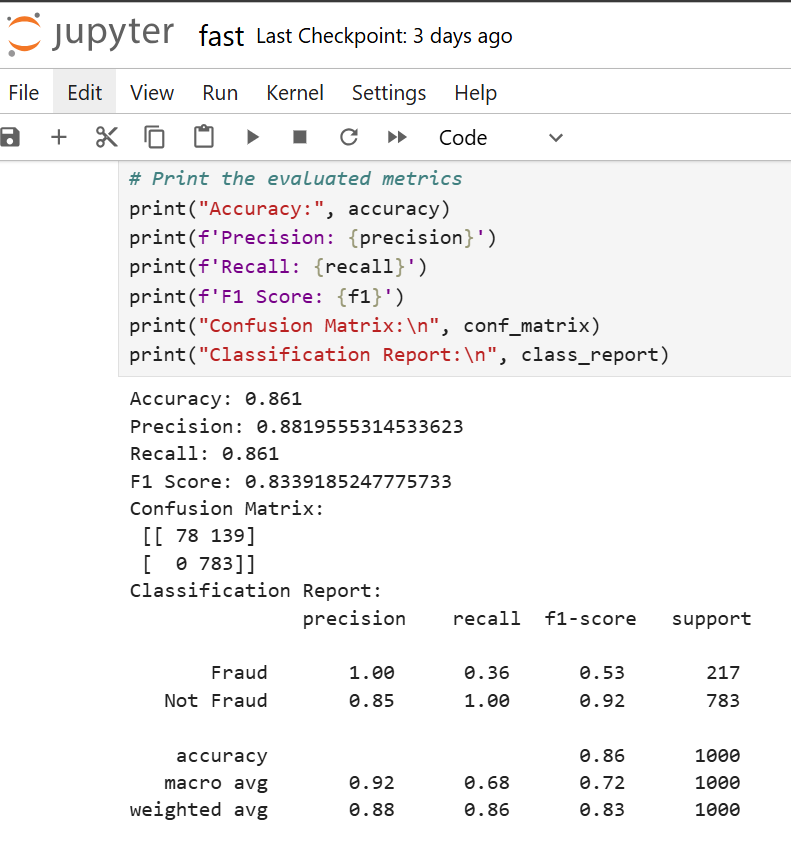 jupyter fast Last Checkpoint: 3 days ago
File Edit View Run Kernel Settings Help
Code
# Print the evaluated metrics
print("Accuracy:", accuracy)
print(f'Precision: {precision}')
print(f'Recall: {recall}')
print(f'F1 Score: {f1}')
print("Confusion Matrix:\n", conf_matrix)
print("Classification Report:\n", class_report)
Accuracy: 0.861
Precision: 0.8819555314533623
Recall: 0.861
F1 Score: 0.8339185247775733
Confusion Matrix:
 [[ 78 139]
 [  0 783]]
Classification Report:
               precision    recall  f1-score   support

       Fraud       1.00      0.36      0.53       217
   Not Fraud       0.85      1.00      0.92       783

    accuracy                           0.86      1000
   macro avg       0.92      0.68      0.72      1000
weighted avg       0.88      0.86      0.83      1000